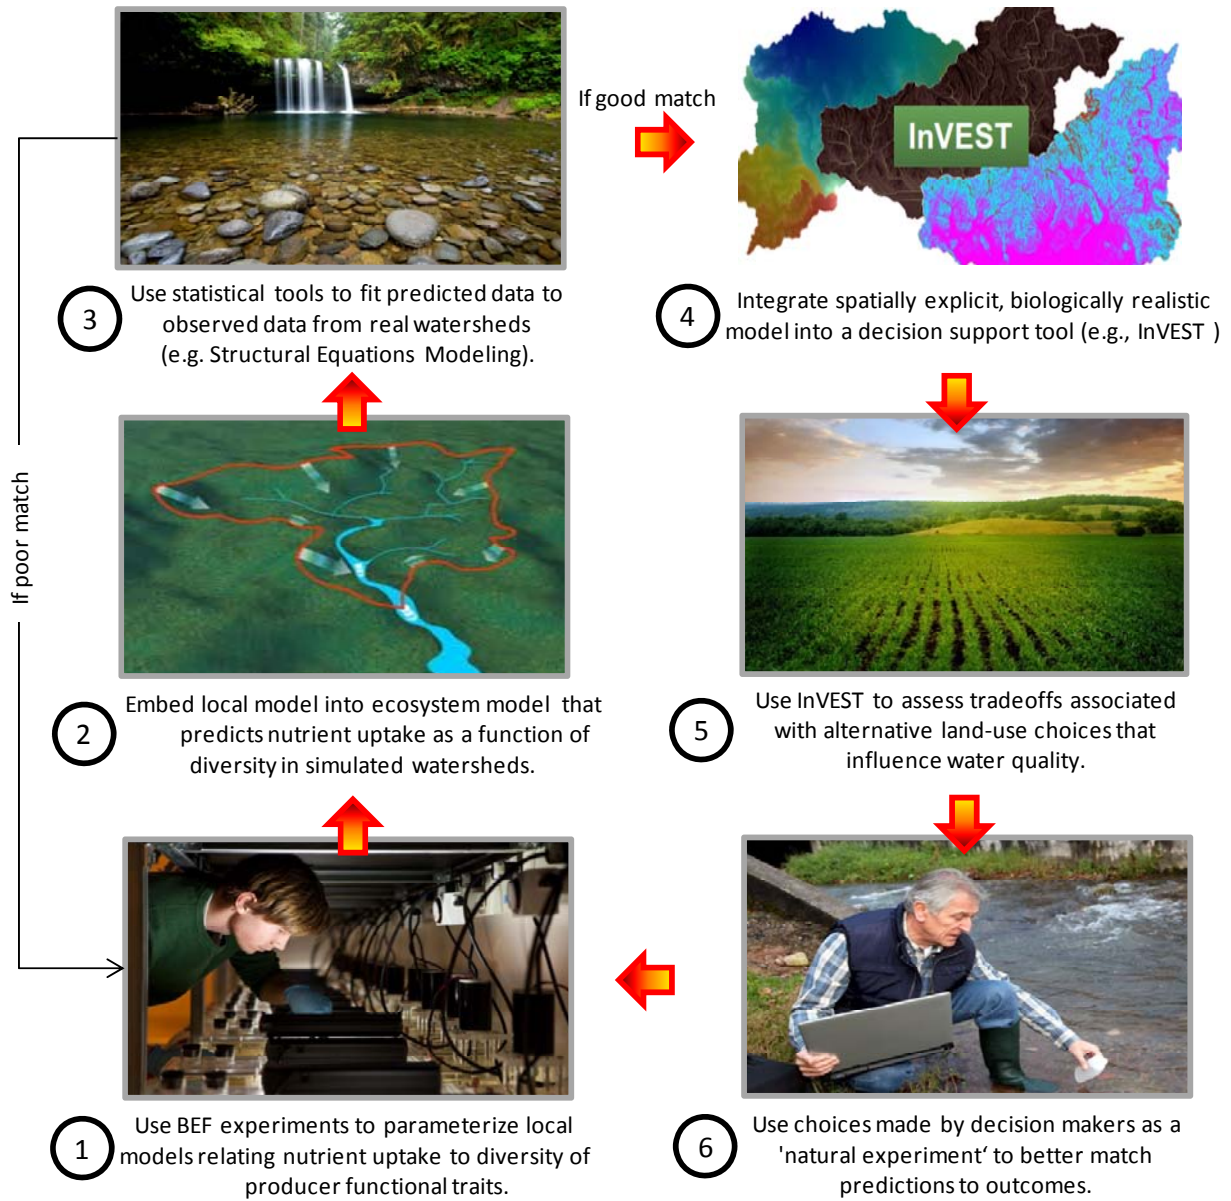 If good match
InVEST
3
Use statistical tools to fit predicted data to
observed data from real watersheds
(e.g. Structural Equations Modeling).
4
Integrate spatially explicit, biologically realistic
model into a decision support tool (e.g., InVEST )
If poor match
2
Embed local model into ecosystem model that
predicts nutrient uptake as a function of
diversity in simulated watersheds.
5
Use InVEST to assess tradeoffs associated
with alternative land-use choices that
influence water quality.
1
Use BEF experiments to parameterize local
models relating nutrient uptake to diversity of
producer functional traits.
6
Use choices made by decision makers as a
'natural experiment‘ to better match
predictions to outcomes.